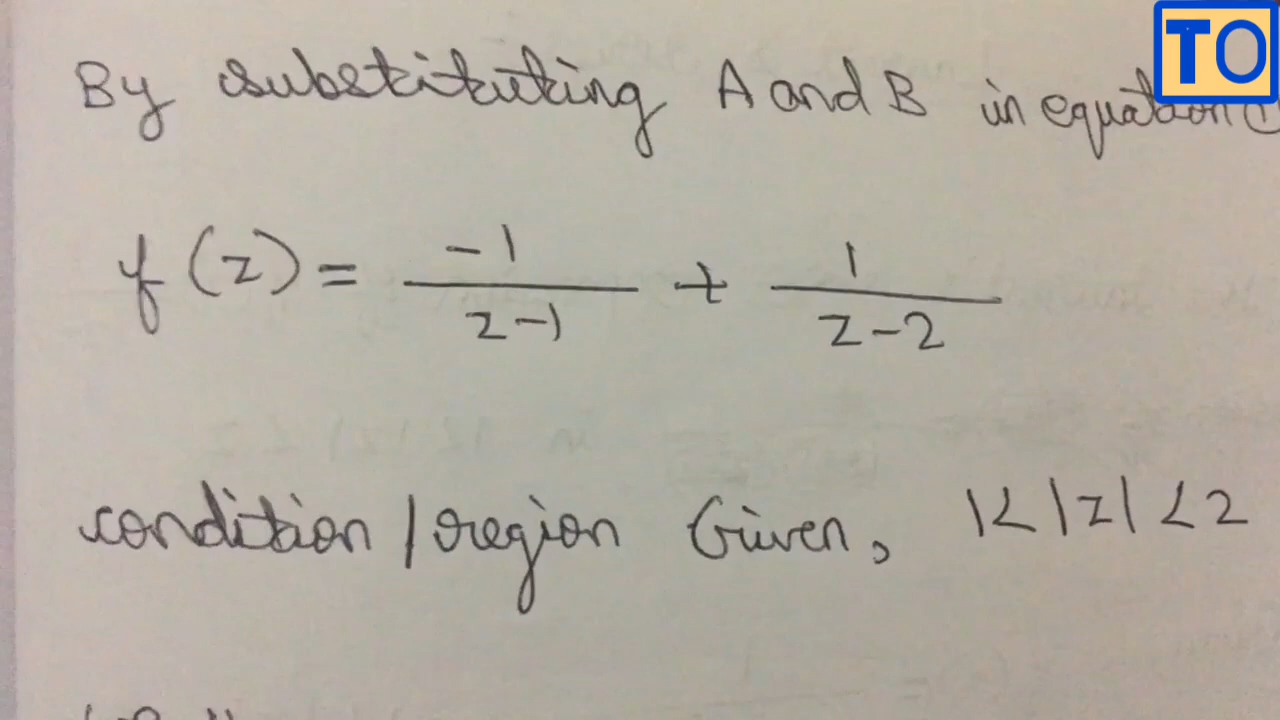 TO
By substituting A and B in equation
f(z) = -1/(z-1) + 1/(z-2)
condition / region Given, 1 < |z| < 2